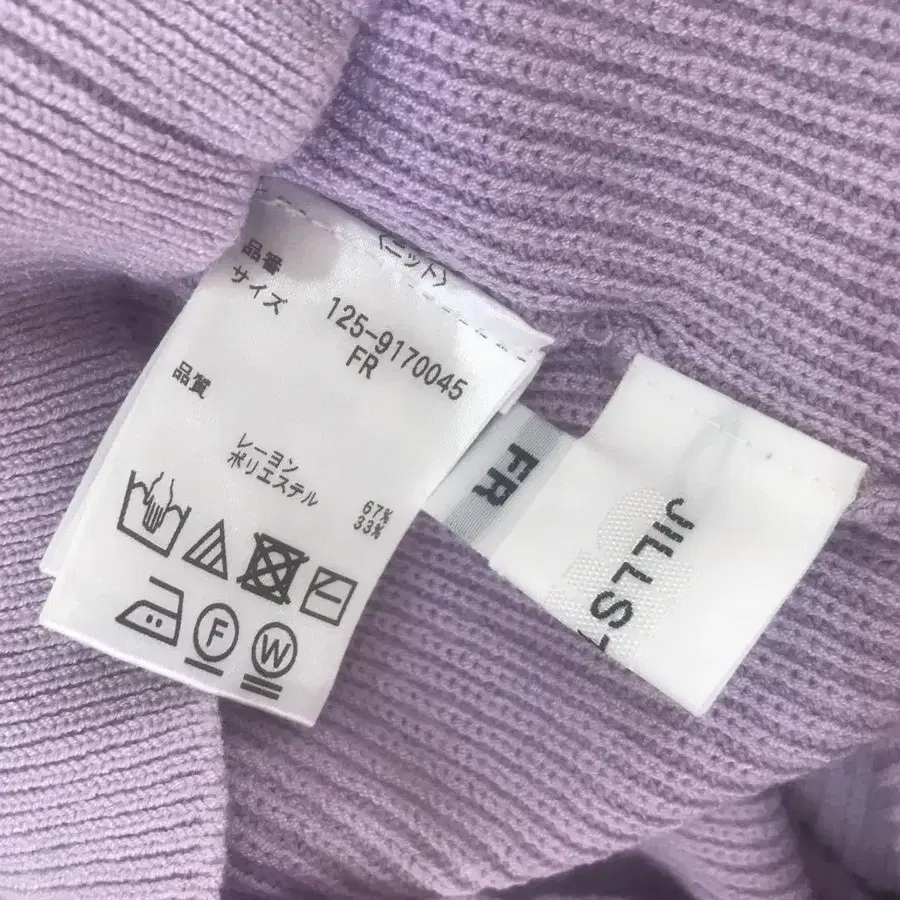 〈ニット〉
品番 125-9170045
サイズ FR
品質
レーヨン 67%
ポリエステル 33%
F
W
FR
JILLS